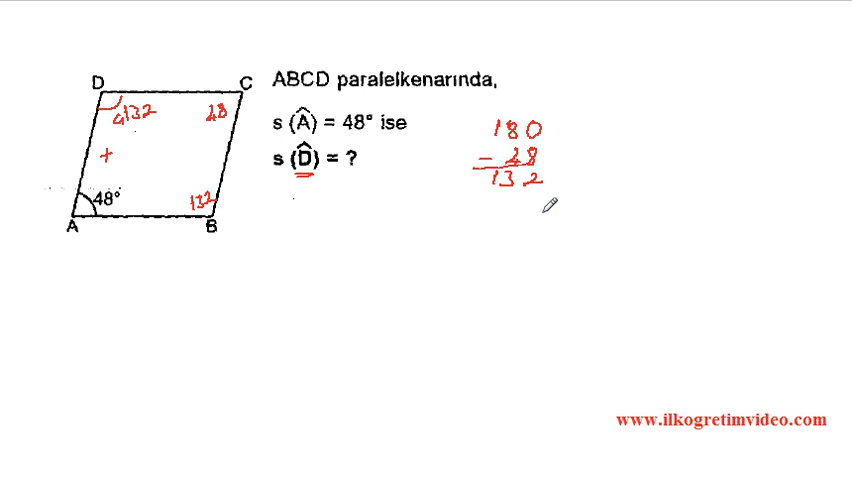 D
C
ABCD paralelkenarında,
132
48
s (Â) = 48° ise
180
s (D̂) = ?
- 48
132
+
48°
132
A
B
www.ilkogretimvideo.com